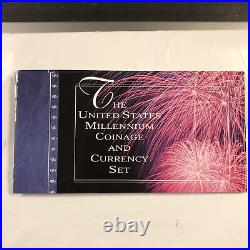 THE
UNITED STATES
MILLENNIUM
COINAGE
AND
CURRENCY
SET